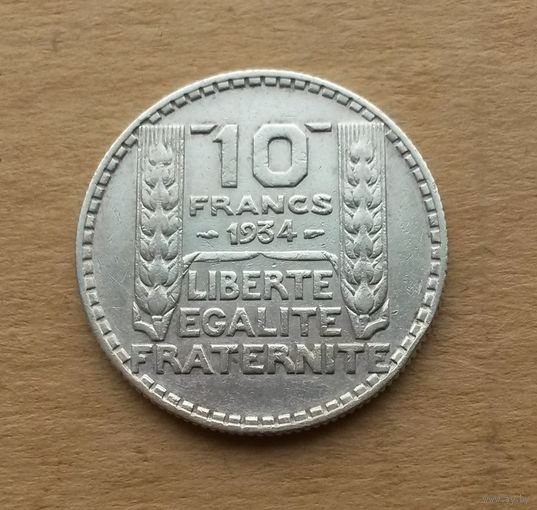 10
FRANCS
1934
LIBERTE
EGALITE
FRATERNITE